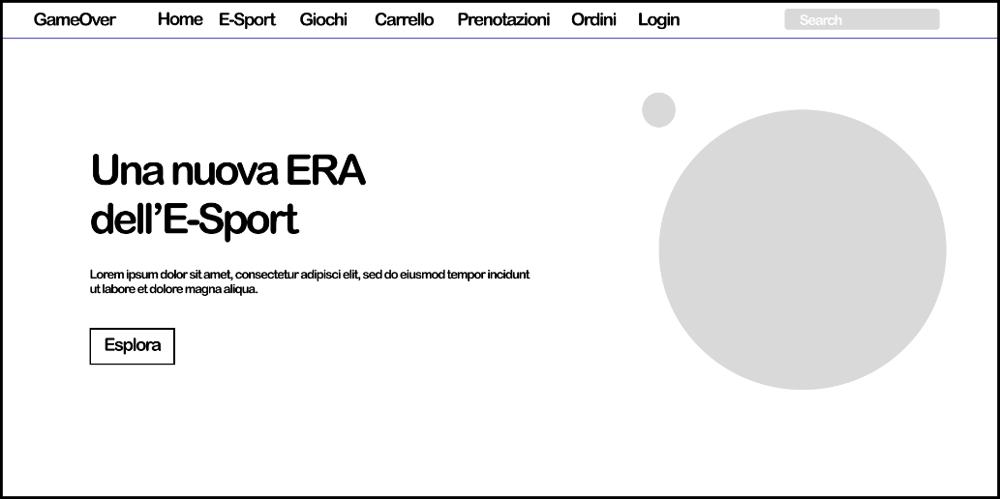 GameOver Home E-Sport Giochi Carrello Prenotazioni Ordini Login Search
Una nuova ERA
dell’E-Sport
Lorem ipsum dolor sit amet, consectetur adipisci elit, sed do eiusmod tempor incidunt
ut labore et dolore magna aliqua.
Esplora